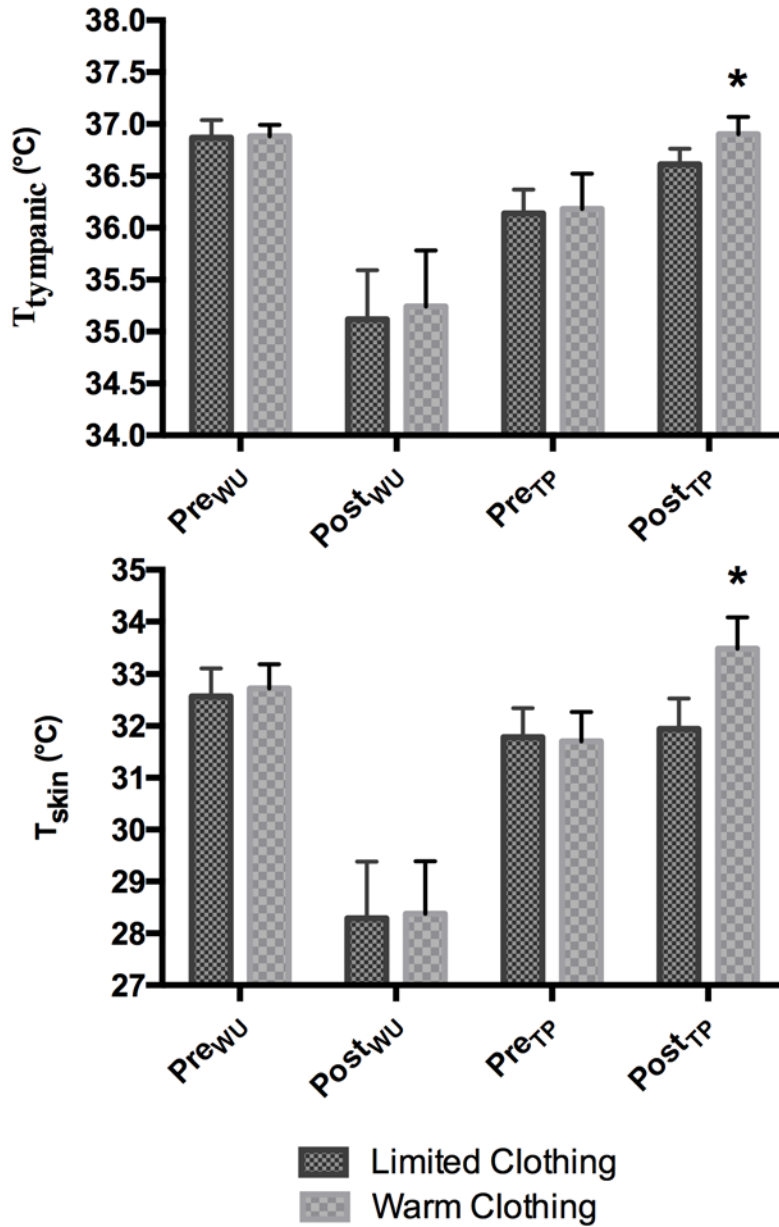 38.0
37.5
37.0
36.5
36.0
35.5
35.0
34.5
34.0
Ttympanic (°C)
*
PreWU
PostWU
PreTP
PostTP
35
34
33
32
31
30
29
28
27
Tskin (°C)
*
PreWU
PostWU
PreTP
PostTP
Limited Clothing
Warm Clothing